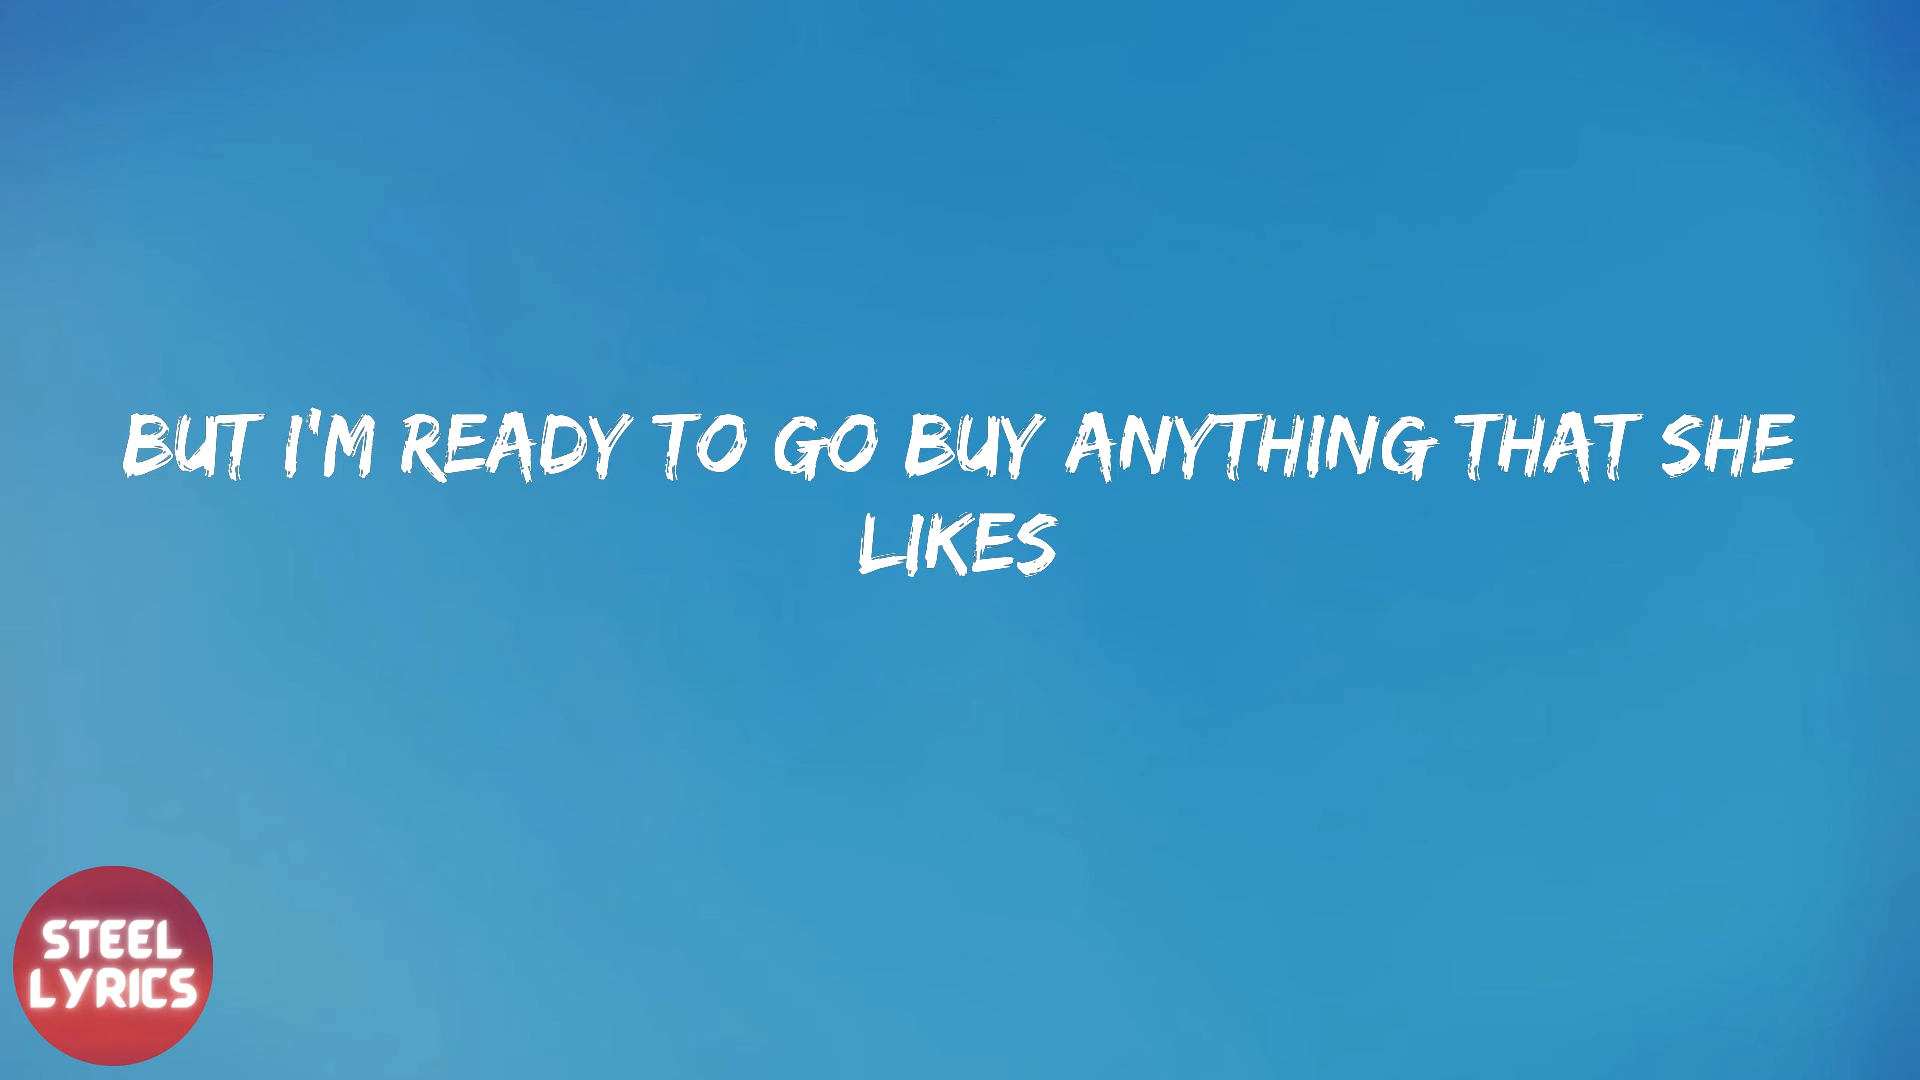 BUT I'M READY TO GO BUY ANYTHING THAT SHE
LIKES
STEEL
LYRICS